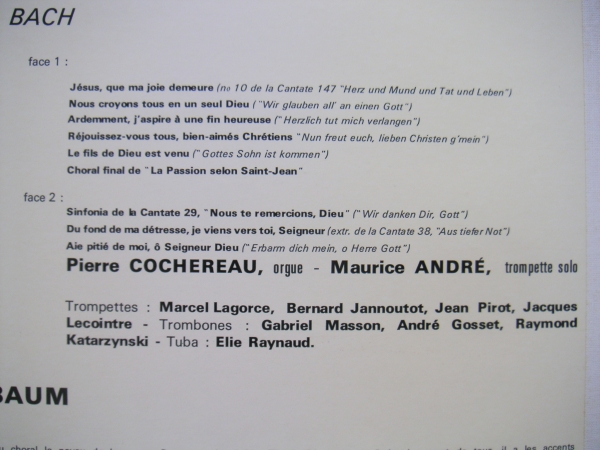 BACH
face 1 :
Jésus, que ma joie demeure (no 10 de la Cantate 147 "Herz und Mund und Tat und Leben")
Nous croyons tous en un seul Dieu ("Wir glauben all' an einen Gott")
Ardemment, j'aspire à une fin heureuse ("Herzlich tut mich verlangen")
Réjouissez-vous tous, bien-aimés Chrétiens "Nun freut euch, lieben Christen g'mein")
Le fils de Dieu est venu ("Gottes Sohn ist kommen")
Choral final de "La Passion selon Saint-Jean"
face 2 :
Sinfonia de la Cantate 29, "Nous te remercions, Dieu" ("Wir danken Dir, Gott")
Du fond de ma détresse, je viens vers toi, Seigneur (extr. de la Cantate 38, "Aus tiefer Not")
Aie pitié de moi, ô Seigneur Dieu ("Erbarm dich mein, o Herre Gott")
Pierre COCHEREAU, orgue - Maurice ANDRÉ, trompette solo
Trompettes : Marcel Lagorce, Bernard Jannoutot, Jean Pirot, Jacques
Lecointre - Trombones : Gabriel Masson, André Gosset, Raymond
Katarzynski - Tuba : Elie Raynaud.
BAUM